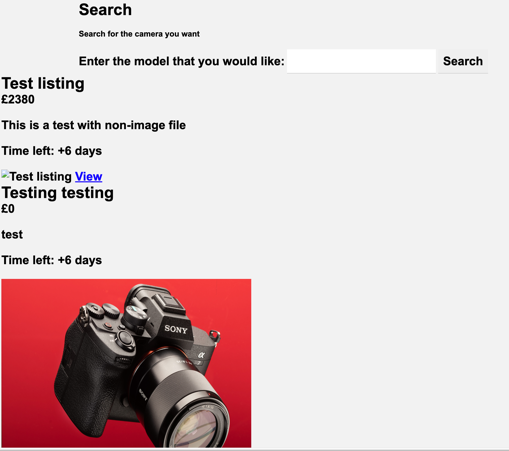 Search
Search for the camera you want
Enter the model that you would like: Search
Test listing
£2380
This is a test with non-image file
Time left: +6 days
Test listing View
Testing testing
£0
test
Time left: +6 days
SONY
α
SONY